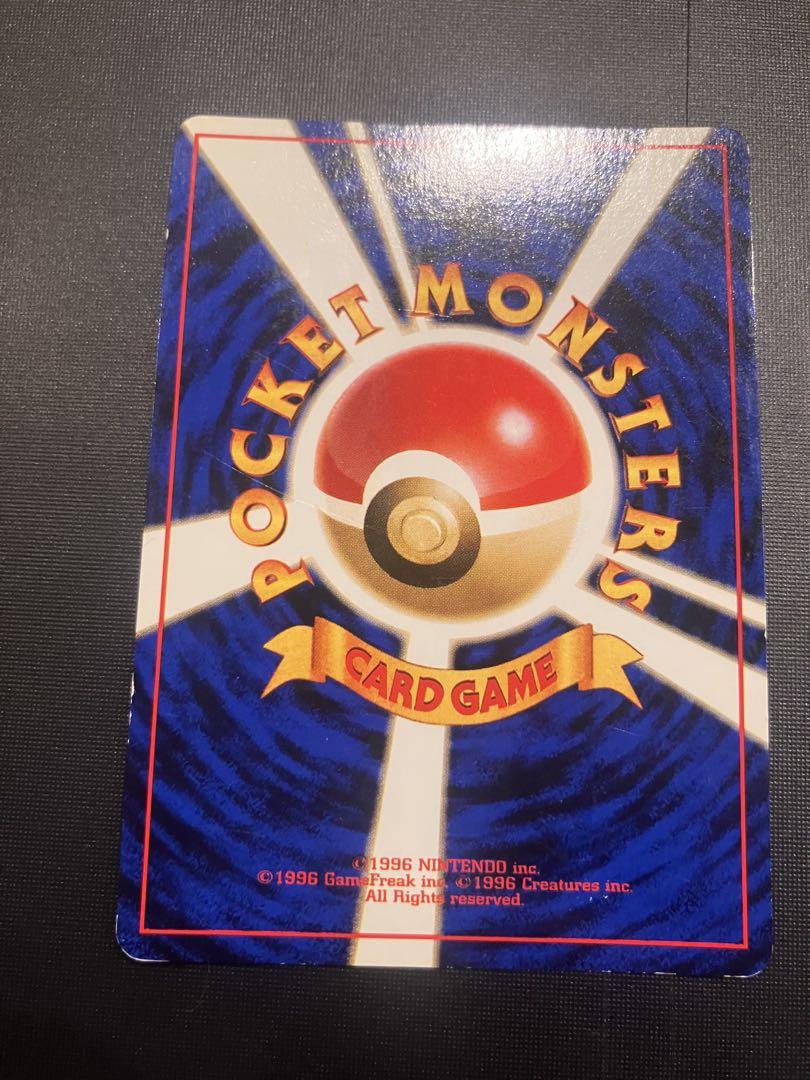 POCKET MONSTERS
CARD GAME
©1996 NINTENDO inc.
©1996 GameFreak inc. ©1996 Creatures inc.
All Rights reserved.